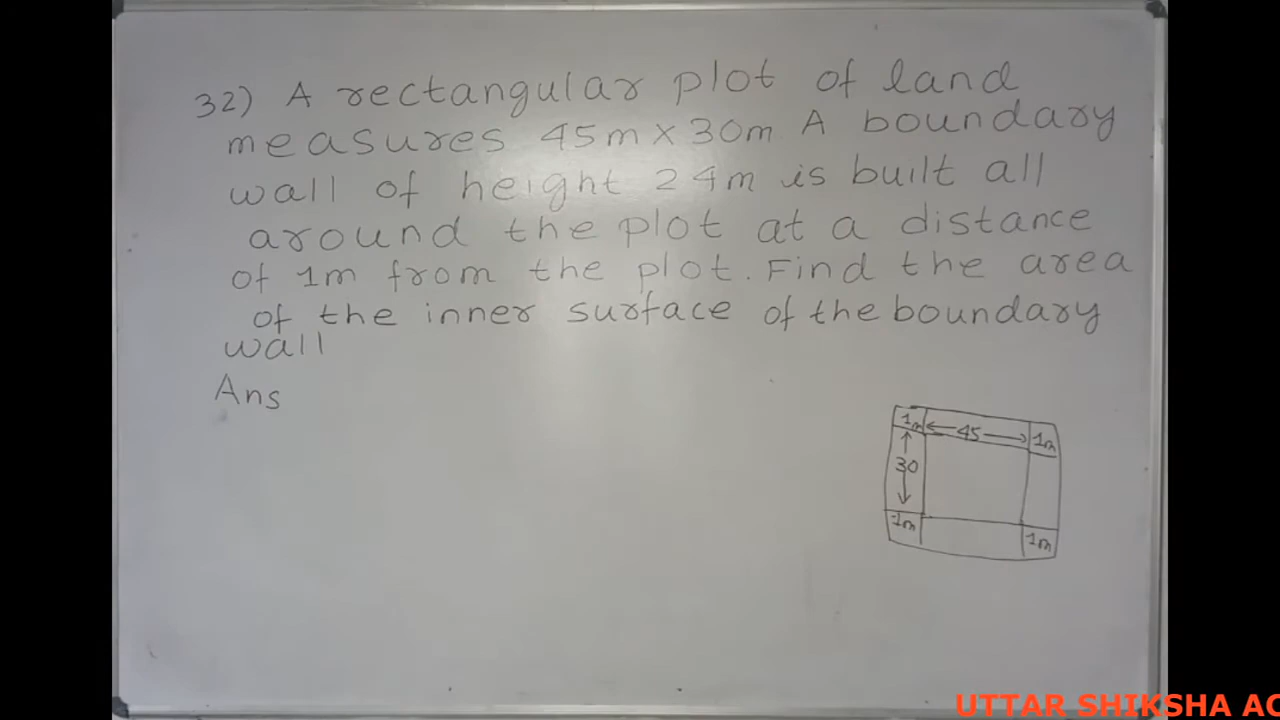 32) A rectangular plot of land
measures 45m x 30m. A boundary
wall of height 24m is built all
around the plot at a distance
of 1m from the plot. Find the area
of the inner surface of the boundary
wall
Ans
1m 45 1m
30
1m 1m
UTTAR SHIKSHA AC